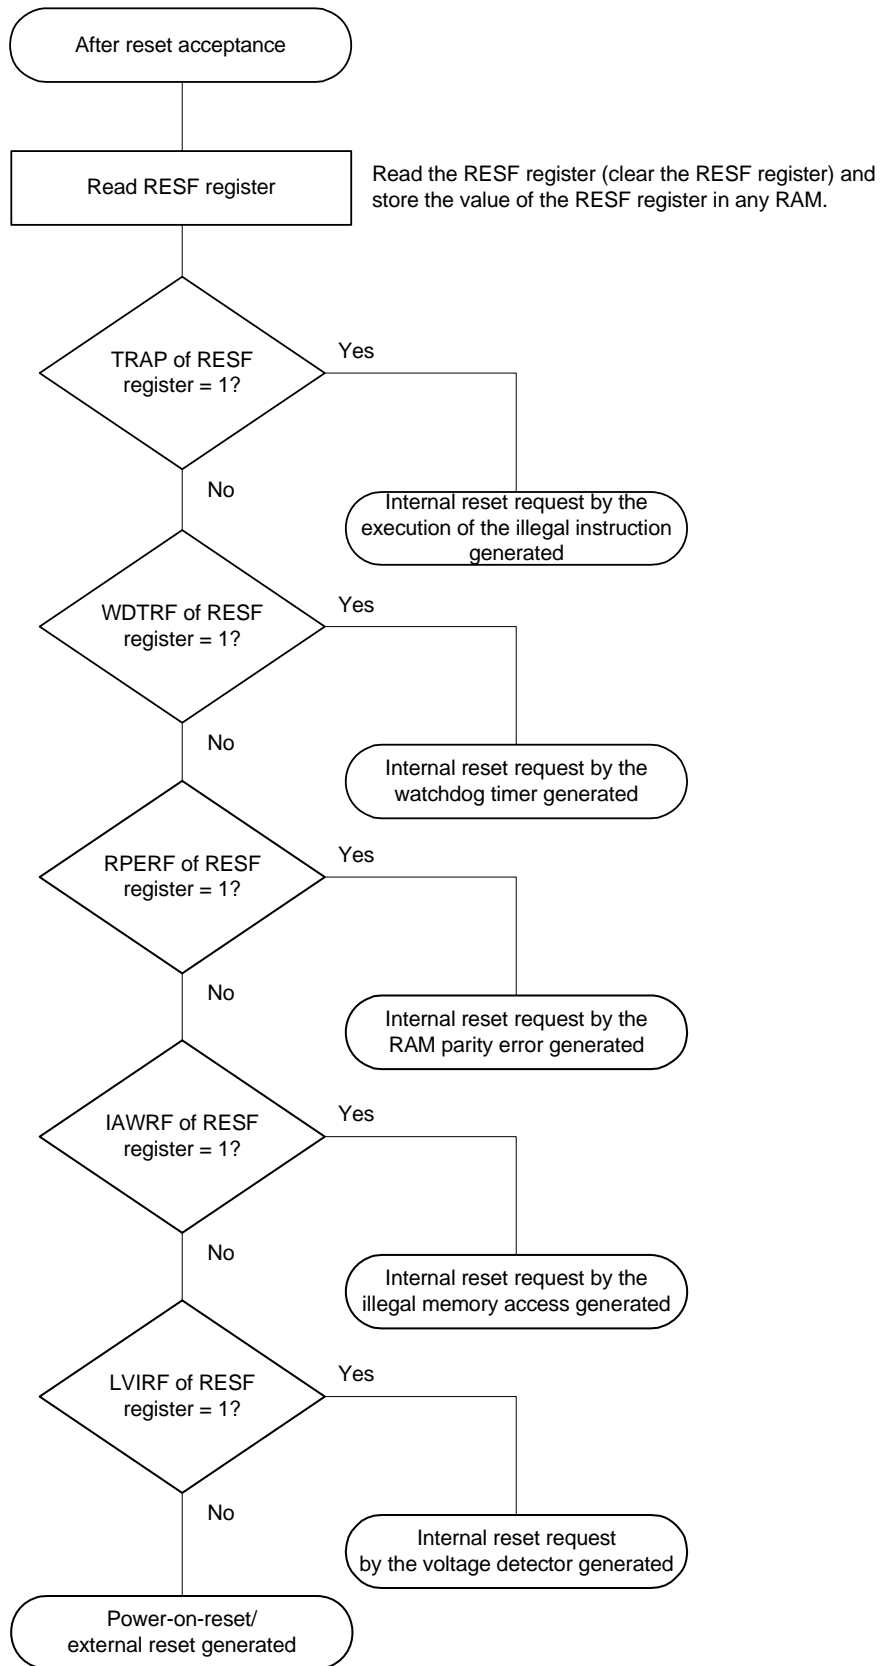 After reset acceptance
Read RESF register
Read the RESF register (clear the RESF register) and
store the value of the RESF register in any RAM.
TRAP of RESF
register = 1?
Yes
No
Internal reset request by the
execution of the illegal instruction
generated
WDTRF of RESF
register = 1?
Yes
No
Internal reset request by the
watchdog timer generated
RPERF of RESF
register = 1?
Yes
No
Internal reset request by the
RAM parity error generated
IAWRF of RESF
register = 1?
Yes
No
Internal reset request by the
illegal memory access generated
LVIRF of RESF
register = 1?
Yes
No
Internal reset request
by the voltage detector generated
Power-on-reset/
external reset generated